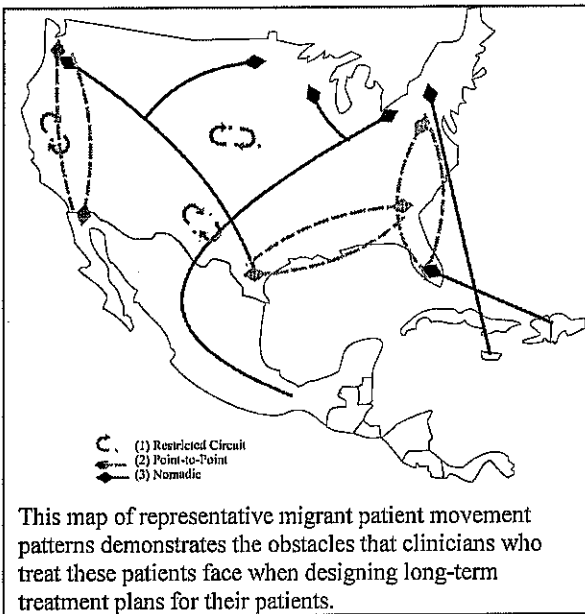 (1) Restricted Circuit
(2) Point-to-Point
(3) Nomadic
This map of representative migrant patient movement
patterns demonstrates the obstacles that clinicians who
treat these patients face when designing long-term
treatment plans for their patients.